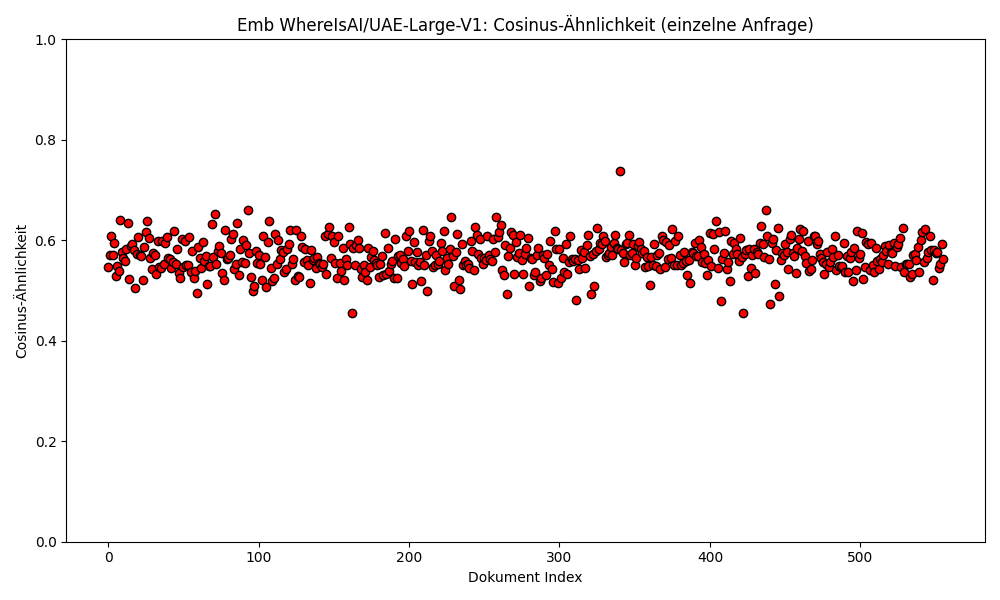 Emb WhereIsAI/UAE-Large-V1: Cosinus-Ähnlichkeit (einzelne Anfrage)
Cosinus-Ähnlichkeit
1.0
0.8
0.6
0.4
0.2
0.0
0 100 200 300 400 500
Dokument Index